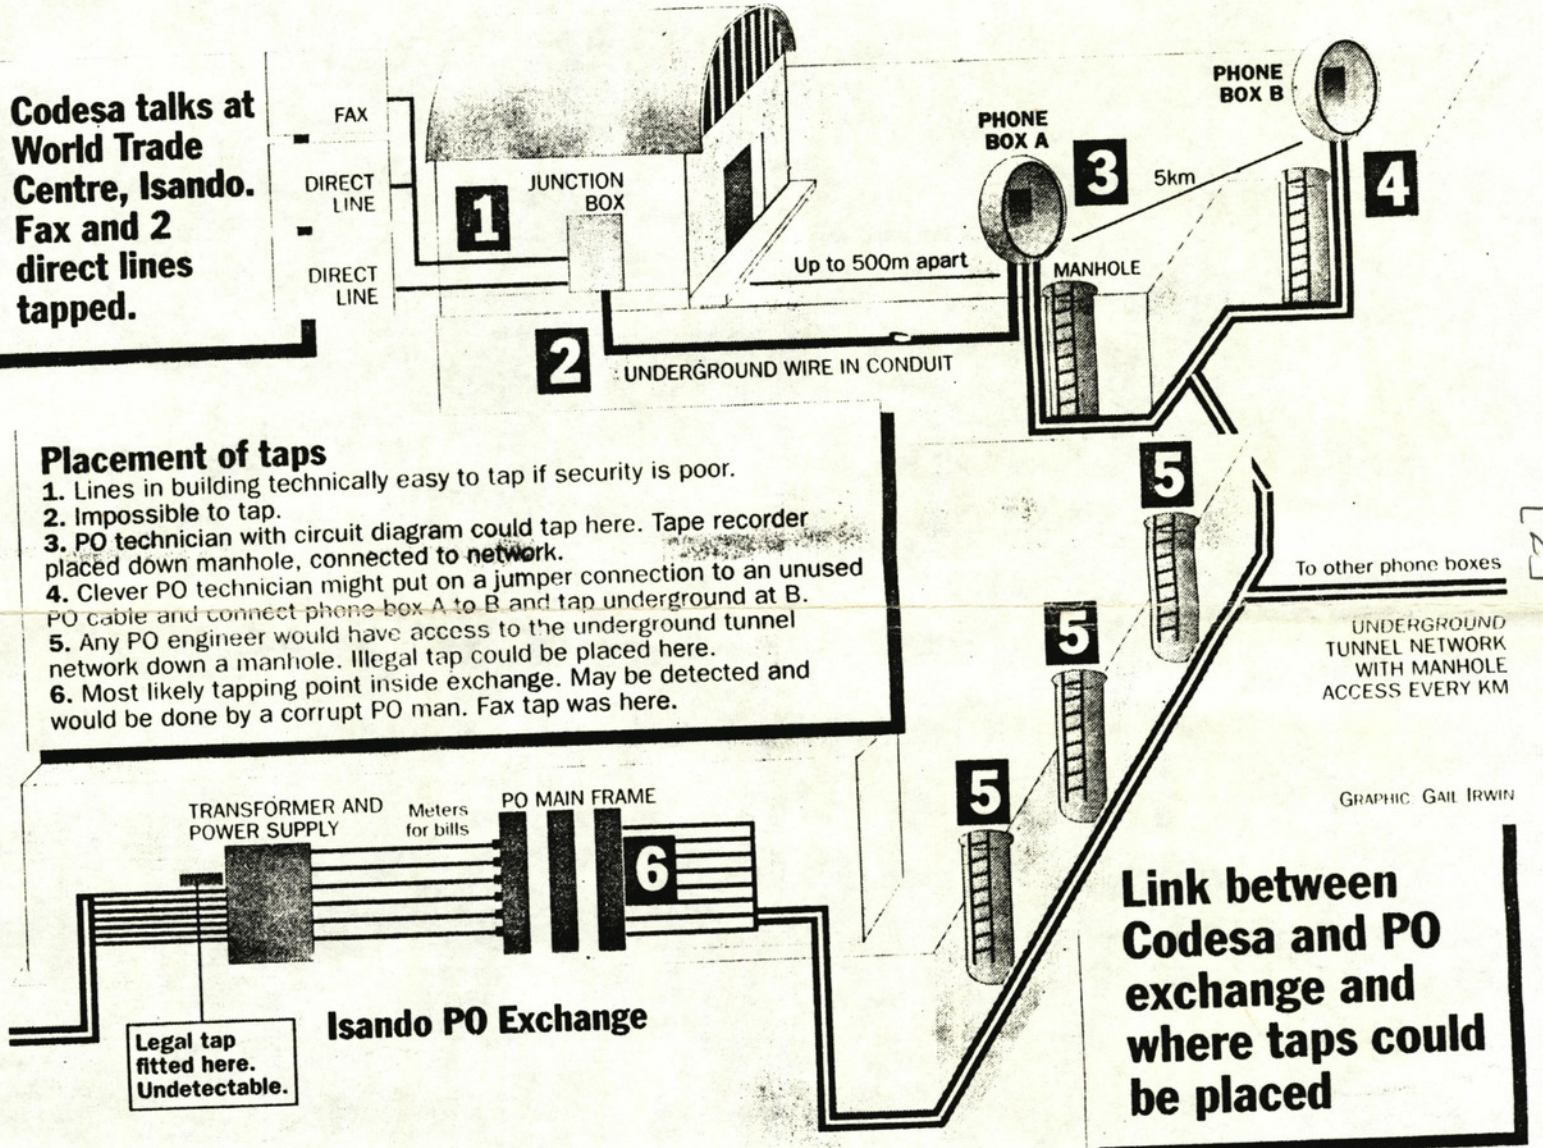 Codesa talks at
World Trade
Centre, Isando.
Fax and 2
direct lines
tapped.
FAX
DIRECT
LINE
DIRECT
LINE
1
JUNCTION
BOX
2
UNDERGROUND WIRE IN CONDUIT
Up to 500m apart
PHONE
BOX A
3
MANHOLE
5km
PHONE
BOX B
4
Placement of taps
1. Lines in building technically easy to tap if security is poor.
2. Impossible to tap.
3. PO technician with circuit diagram could tap here. Tape recorder
placed down manhole, connected to network.
4. Clever PO technician might put on a jumper connection to an unused
PO cable and connect phone box A to B and tap underground at B.
5. Any PO engineer would have access to the underground tunnel
network down a manhole. Illegal tap could be placed here.
6. Most likely tapping point inside exchange. May be detected and
would be done by a corrupt PO man. Fax tap was here.
5
5
5
To other phone boxes
UNDERGROUND
TUNNEL NETWORK
WITH MANHOLE
ACCESS EVERY KM
GRAPHIC GAIL IRWIN
TRANSFORMER AND
POWER SUPPLY
Meters
for bills
PO MAIN FRAME
6
Legal tap
fitted here.
Undetectable.
Isando PO Exchange
Link between
Codesa and PO
exchange and
where taps could
be placed